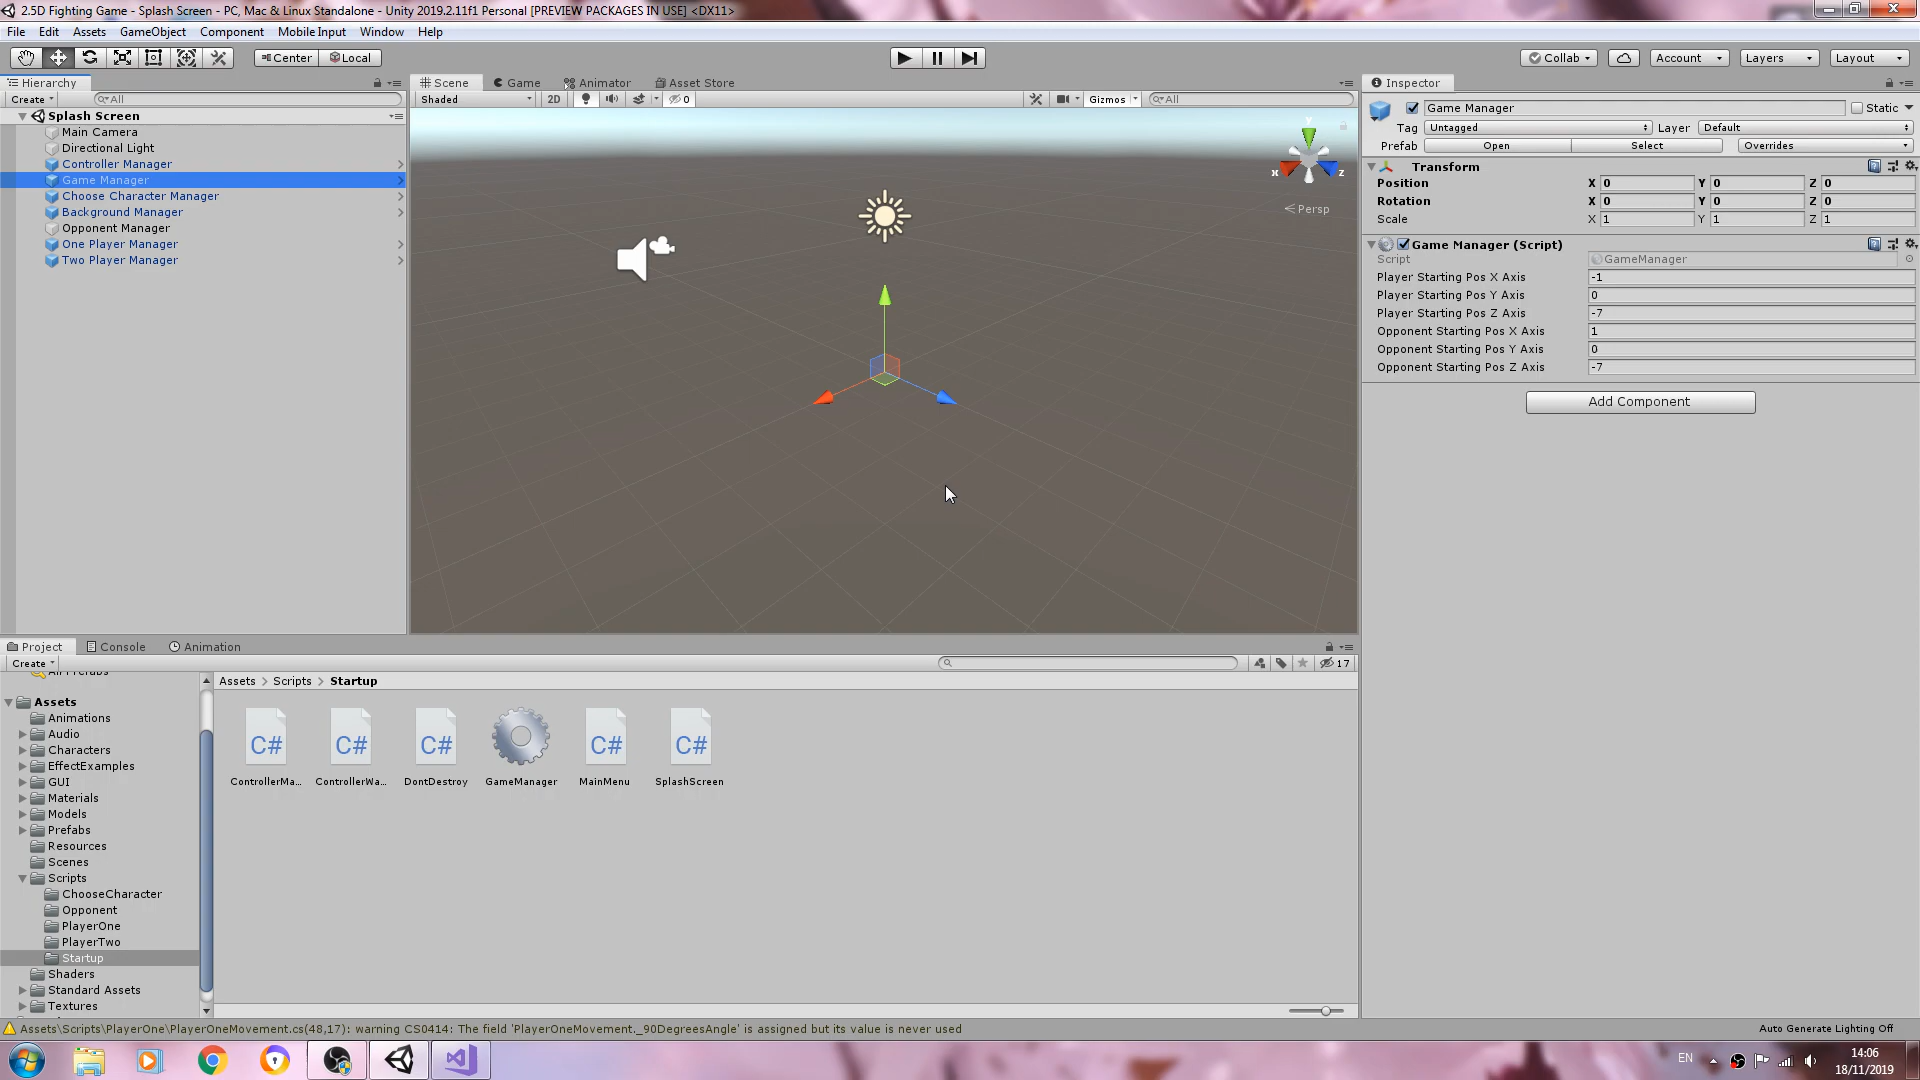 2.5D Fighting Game - Splash Screen - PC, Mac & Linux Standalone - Unity 2019.2.11f1 Personal [PREVIEW PACKAGES IN USE] <DX11>
File Edit Assets GameObject Component Mobile Input Window Help
Center Local Collab Account Layers Layout
Hierarchy
Create All
Splash Screen
Main Camera
Directional Light
Controller Manager
Game Manager
Choose Character Manager
Background Manager
Opponent Manager
One Player Manager
Two Player Manager
Scene Game Animator Asset Store
Shaded 2D 0 Gizmos All
y
x z
Persp
Inspector
Game Manager Static
Tag Untagged Layer Default
Prefab Open Select Overrides
Transform
Position X 0 Y 0 Z 0
Rotation X 0 Y 0 Z 0
Scale X 1 Y 1 Z 1
Game Manager (Script)
Script GameManager
Player Starting Pos X Axis -1
Player Starting Pos Y Axis 0
Player Starting Pos Z Axis -7
Opponent Starting Pos X Axis 1
Opponent Starting Pos Y Axis 0
Opponent Starting Pos Z Axis -7
Add Component
Project Console Animation
Create 17
All Prefabs
Assets
Animations
Audio
Characters
EffectExamples
GUI
Materials
Models
Prefabs
Resources
Scenes
Scripts
ChooseCharacter
Opponent
PlayerOne
PlayerTwo
Startup
Shaders
Standard Assets
Textures
Assets > Scripts > Startup
C# C# C# C# C#
ControllerMa... ControllerWa... DontDestroy GameManager MainMenu SplashScreen
Assets\Scripts\PlayerOne\PlayerOneMovement.cs(48,17): warning CS0414: The field 'PlayerOneMovement._90DegreesAngle' is assigned but its value is never used
Auto Generate Lighting Off
EN
14:06
18/11/2019